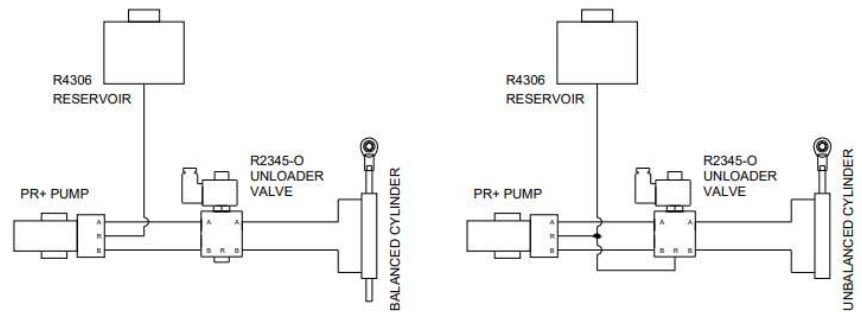 R4306
RESERVOIR
R2345-O
UNLOADER
VALVE
PR+ PUMP
A
R
B
A A
B R B
BALANCED CYLINDER
R4306
RESERVOIR
R2345-O
UNLOADER
VALVE
PR+ PUMP
A
R
B
A A
B R B
UNBALANCED CYLINDER